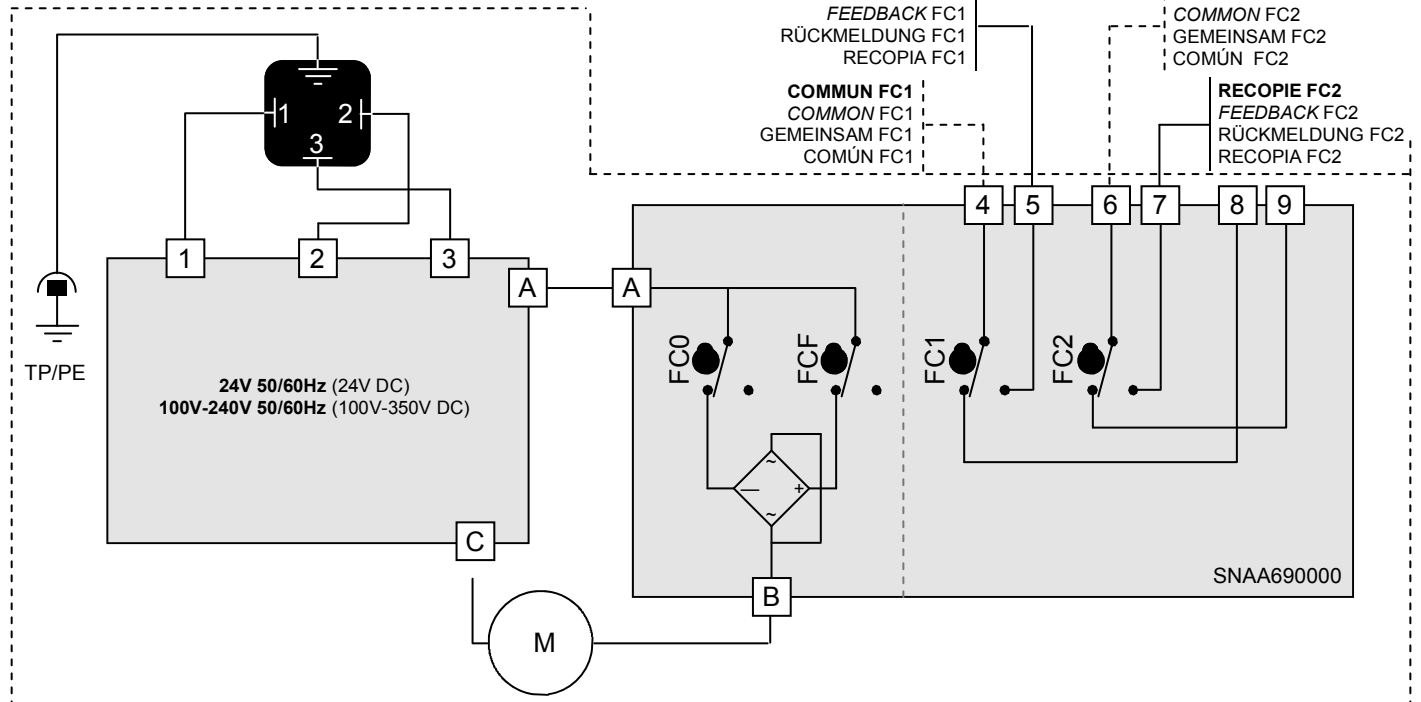 FEEDBACK FC1
RÜCKMELDUNG FC1
RECOPIA FC1
COMMON FC2
GEMEINSAM FC2
COMÚN FC2
COMMUN FC1
COMMON FC1
GEMEINSAM FC1
COMÚN FC1
RECOPIE FC2
FEEDBACK FC2
RÜCKMELDUNG FC2
RECOPIA FC2
1
2
3
4
5
6
7
8
9
1
2
3
A
A
TP/PE
24V 50/60Hz (24V DC)
100V-240V 50/60Hz (100V-350V DC)
FC0
FCF
FC1
FC2
~
—
+
~
C
B
SNAA690000
M